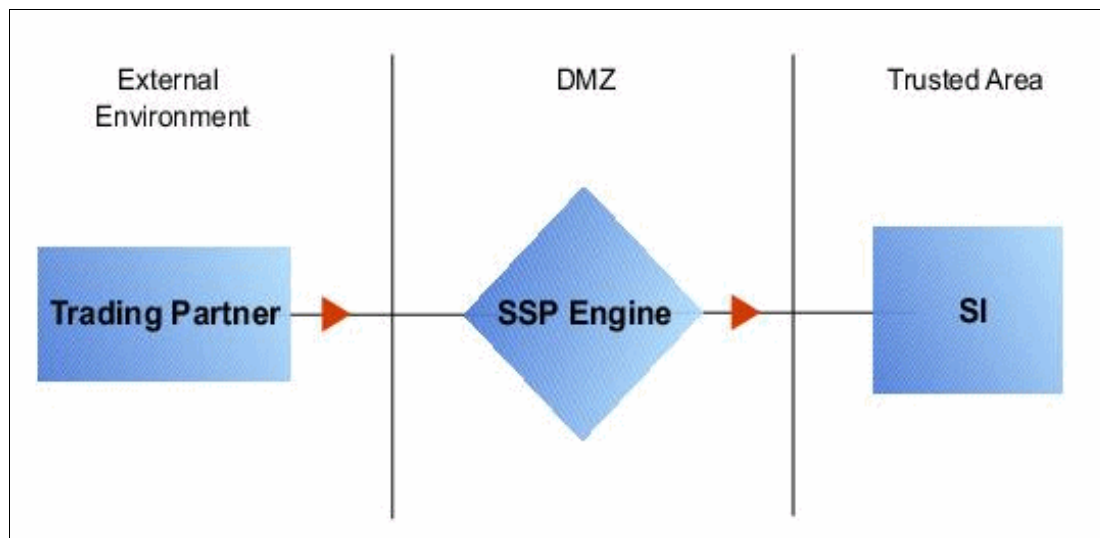 External
Environment
DMZ
Trusted Area
Trading Partner
SSP Engine
SI